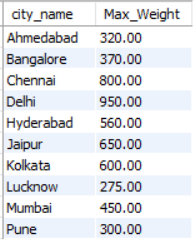 city_name Max_Weight
Ahmedabad 320.00
Bangalore 370.00
Chennai 800.00
Delhi 950.00
Hyderabad 560.00
Jaipur 650.00
Kolkata 600.00
Lucknow 275.00
Mumbai 450.00
Pune 300.00